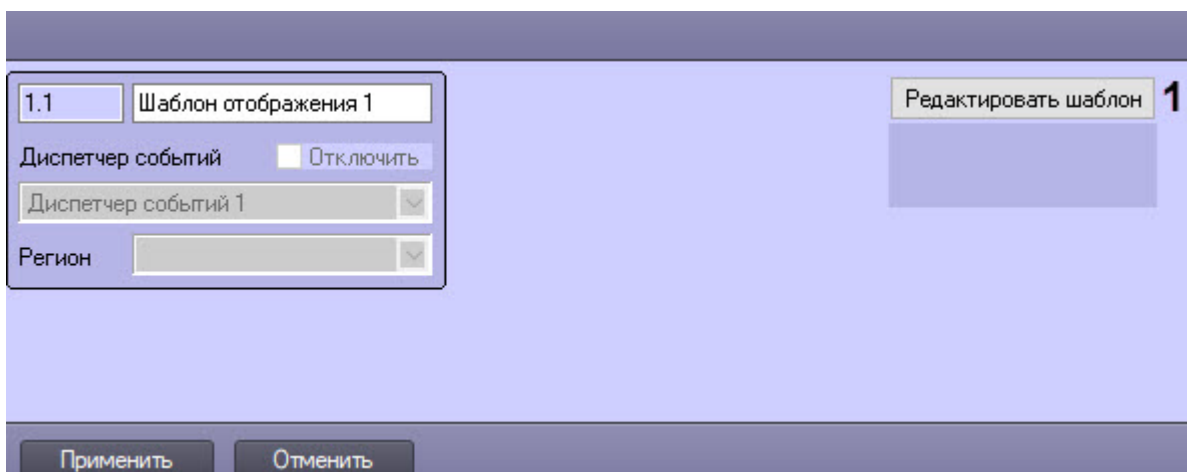 1.1 Шаблон отображения 1
Редактировать шаблон 1
Диспетчер событий Отключить
Диспетчер событий 1
Регион
Применить Отменить